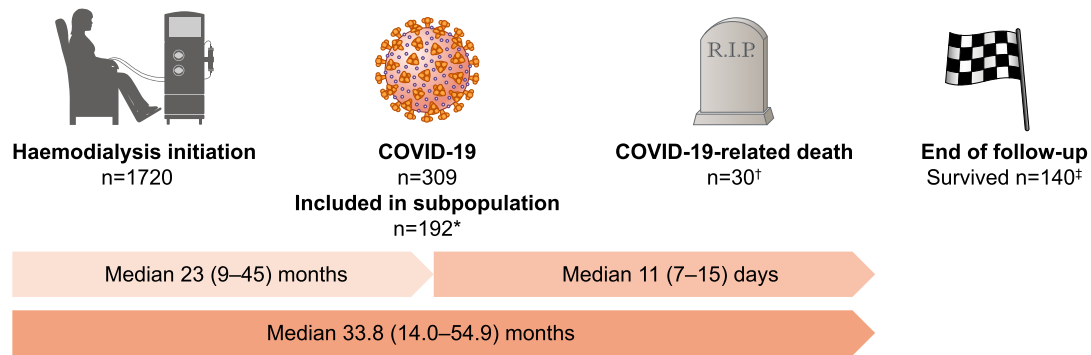 R.I.P.
Haemodialysis initiation
n=1720
COVID-19
n=309
Included in subpopulation
n=192*
COVID-19-related death
n=30†
End of follow-up
Survived n=140‡
Median 23 (9–45) months
Median 11 (7–15) days
Median 33.8 (14.0–54.9) months